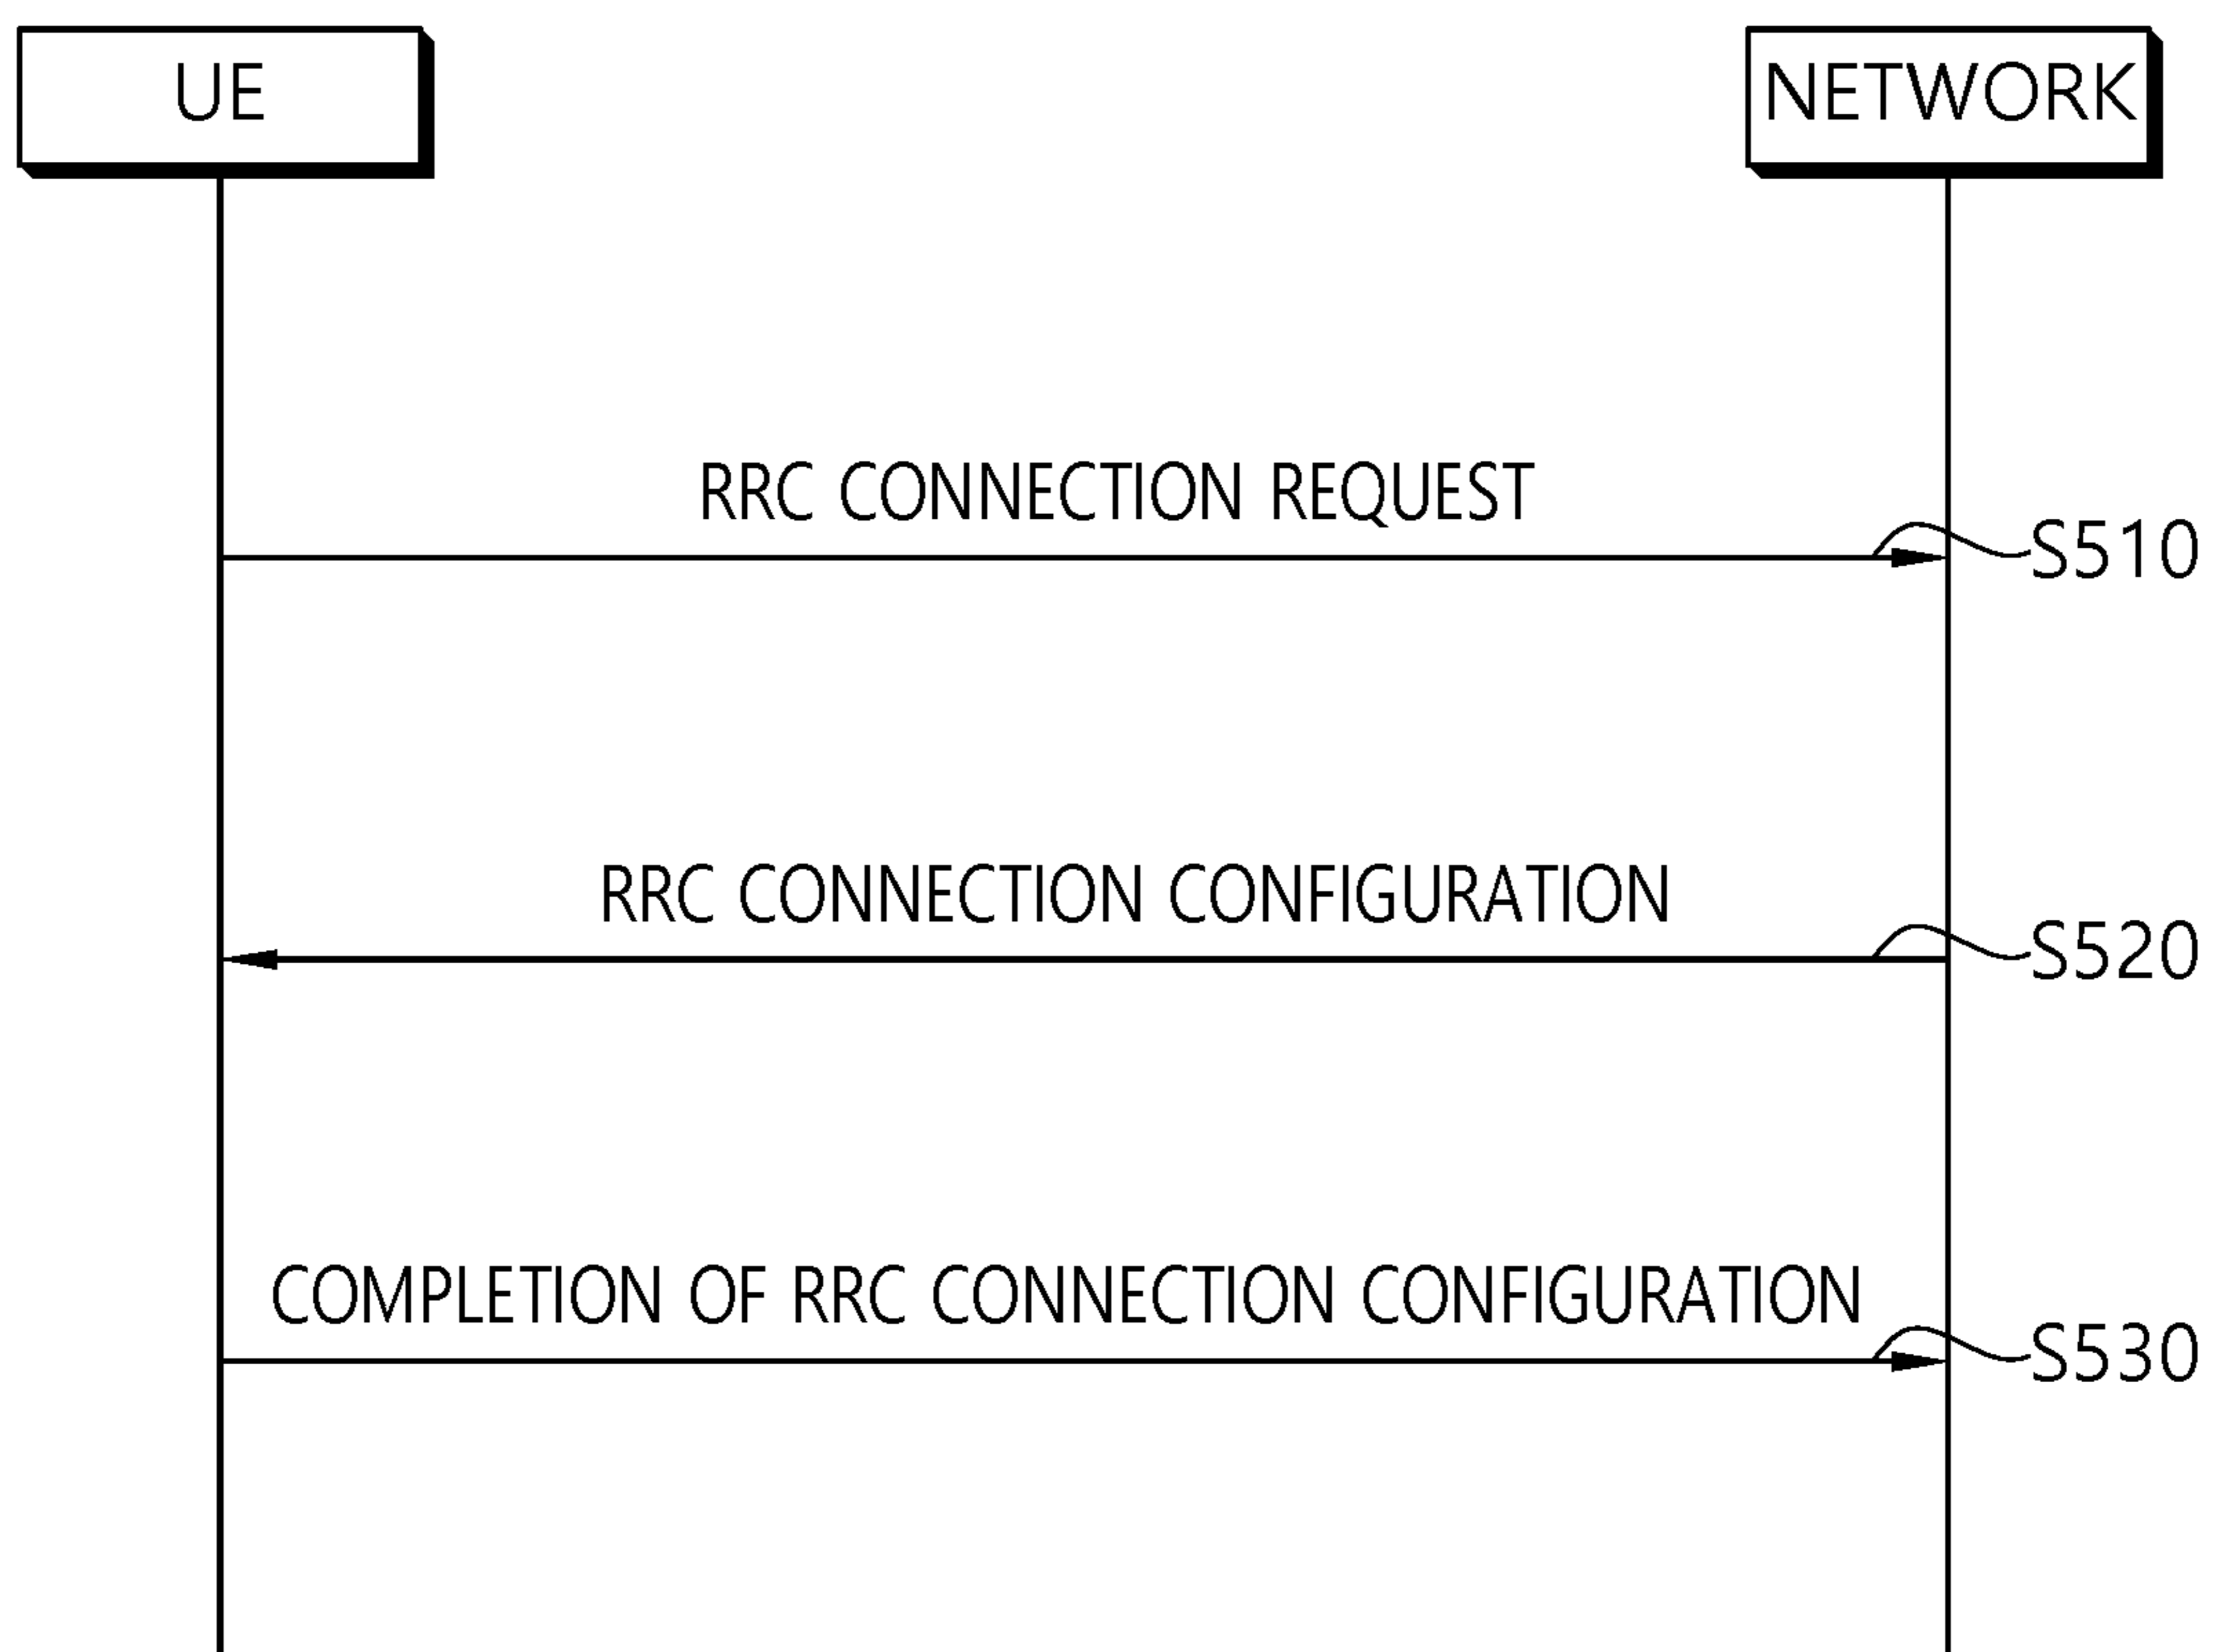 UE
NETWORK
RRC CONNECTION REQUEST
S510
RRC CONNECTION CONFIGURATION
S520
COMPLETION OF RRC CONNECTION CONFIGURATION
S530